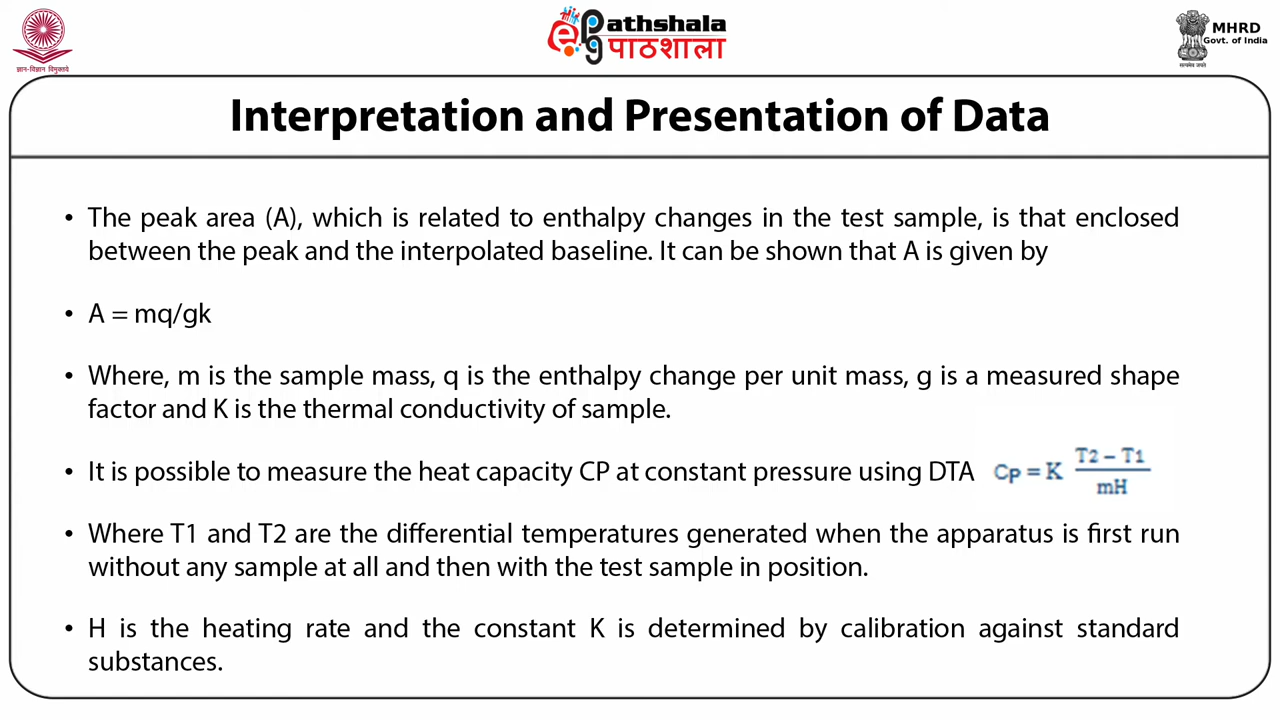 ज्ञान-विज्ञान विमुक्तये
epg
athshala
पाठशाला
MHRD
Govt. of India
सत्यमेव जयते
Interpretation and Presentation of Data
• The peak area (A), which is related to enthalpy changes in the test sample, is that enclosed
between the peak and the interpolated baseline. It can be shown that A is given by
• A = mq/gk
• Where, m is the sample mass, q is the enthalpy change per unit mass, g is a measured shape
factor and K is the thermal conductivity of sample.
• It is possible to measure the heat capacity CP at constant pressure using DTA Cp = K T2 – T1 / mH
• Where T1 and T2 are the differential temperatures generated when the apparatus is first run
without any sample at all and then with the test sample in position.
• H is the heating rate and the constant K is determined by calibration against standard
substances.